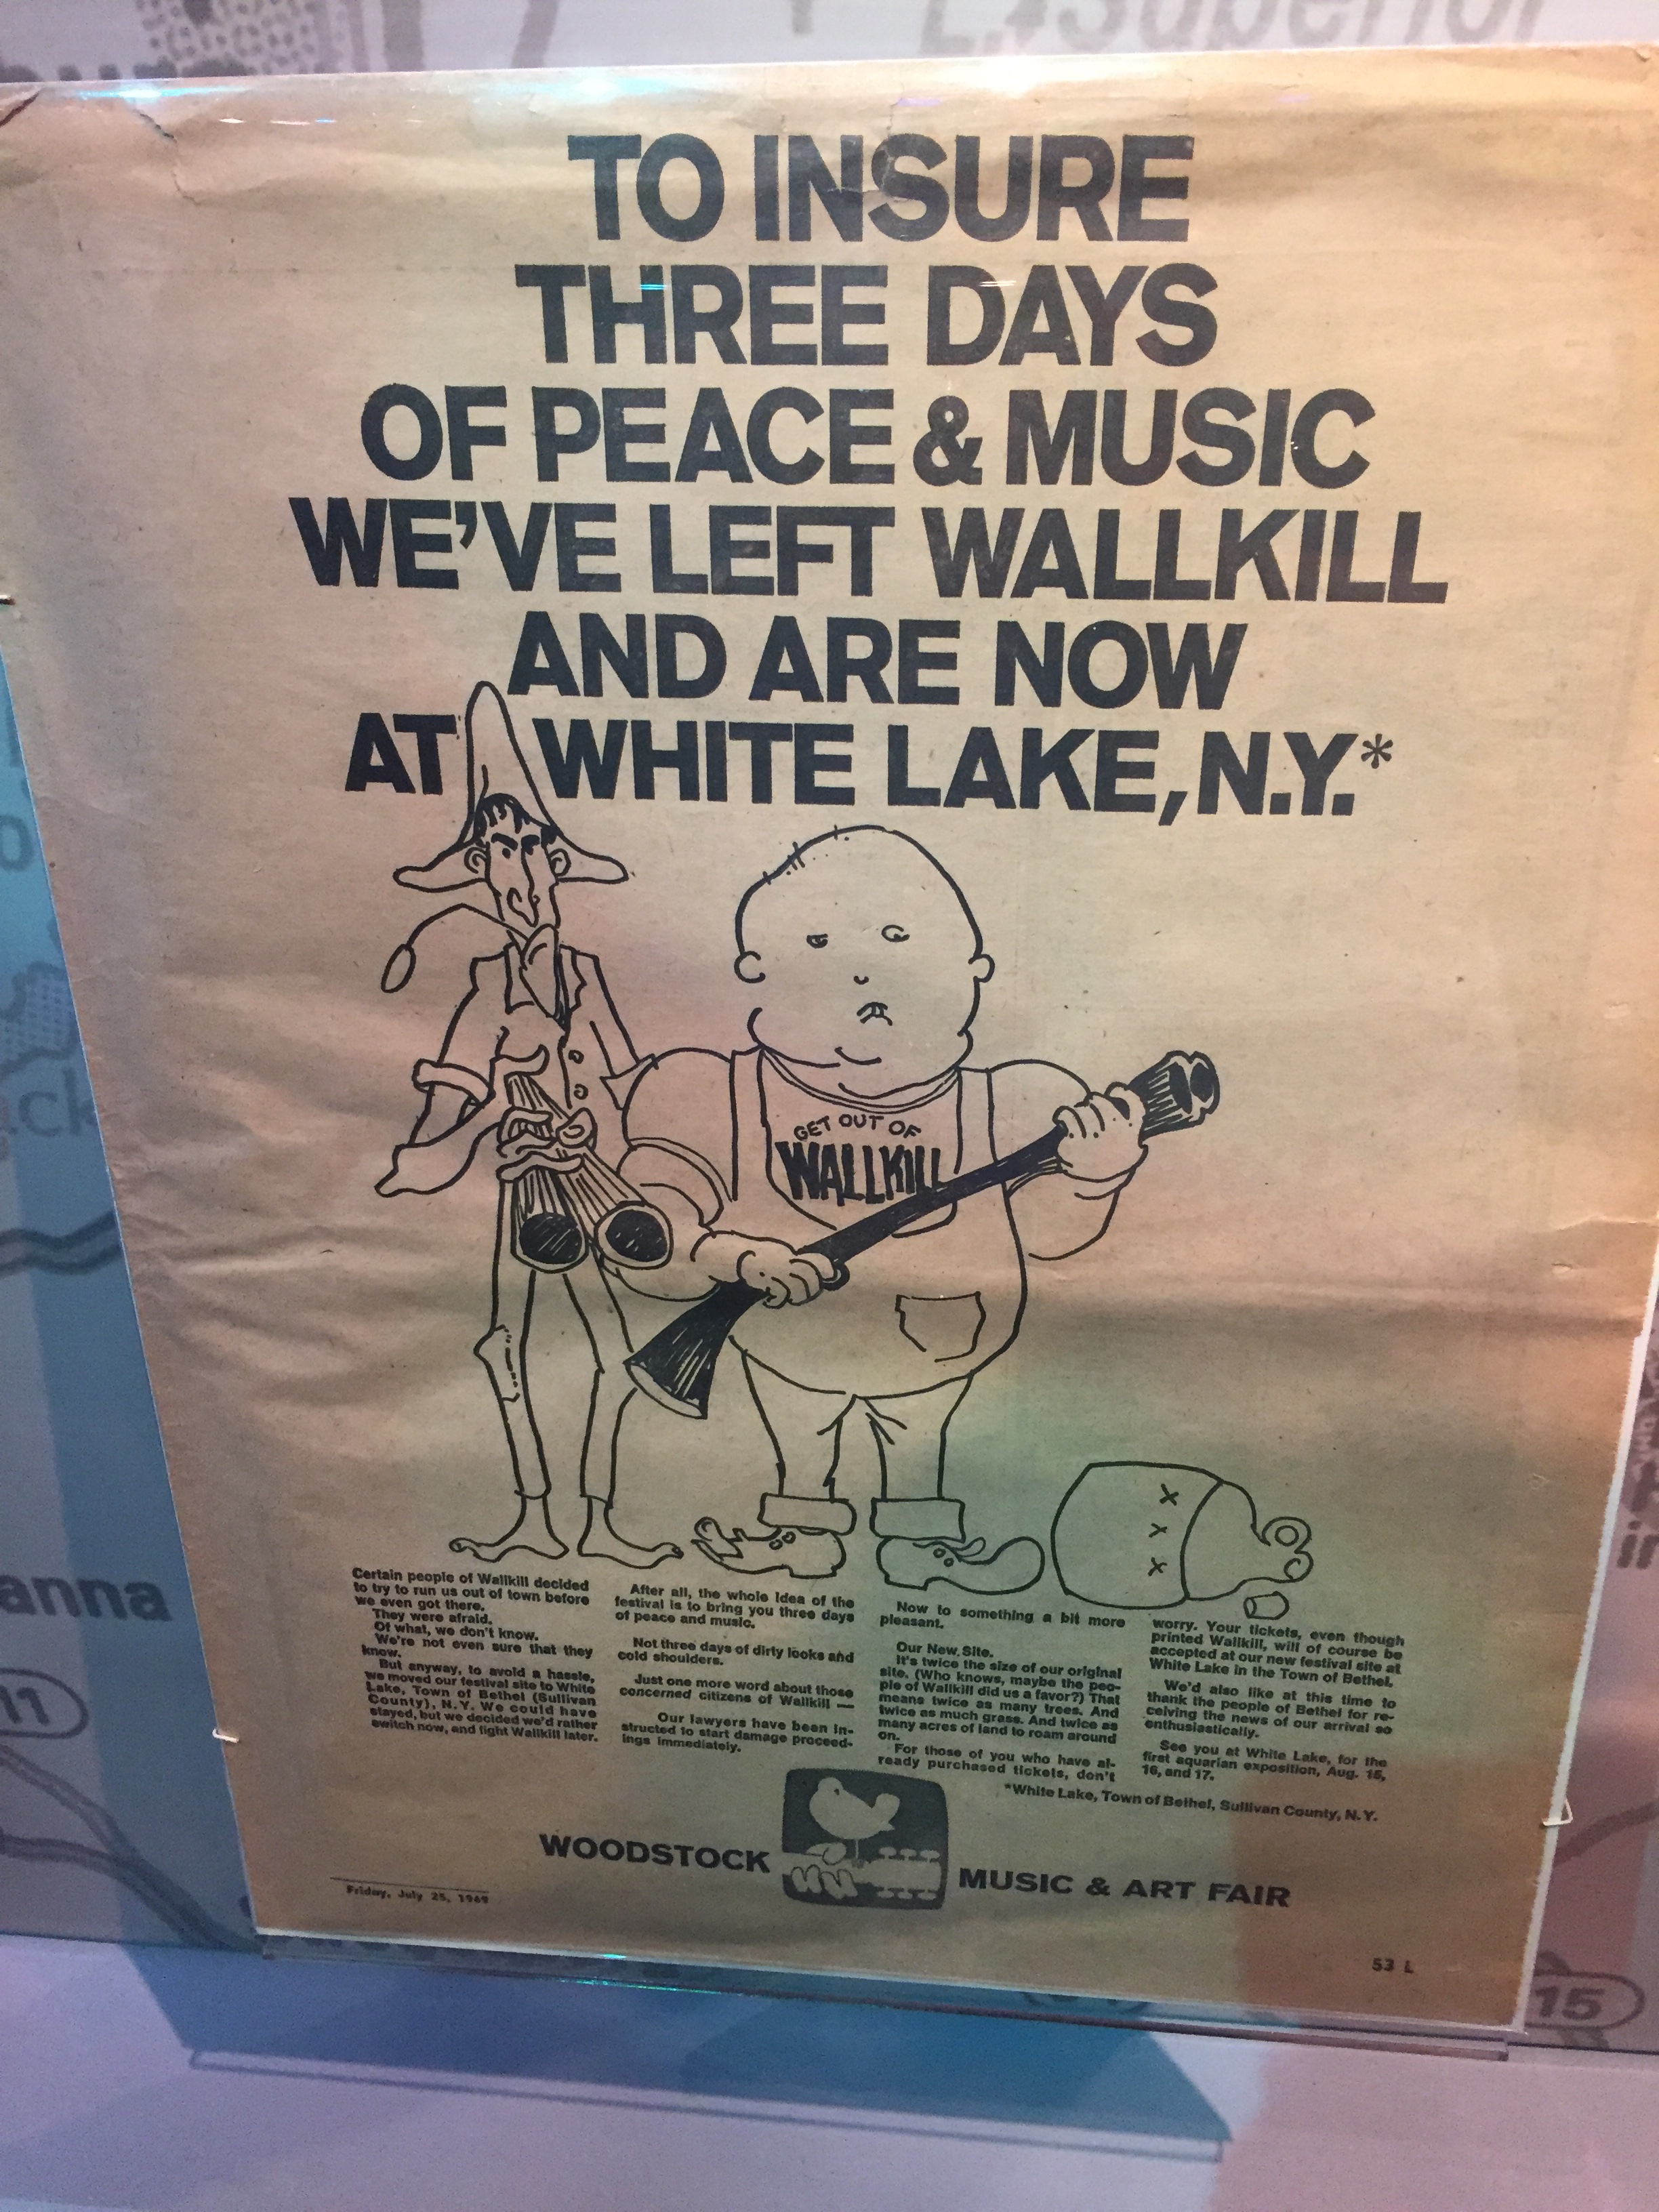 L. Superior
TO INSURE
THREE DAYS
OF PEACE & MUSIC
WE'VE LEFT WALLKILL
AND ARE NOW
AT WHITE LAKE, N.Y.*
GET OUT OF
WALLKILL
Certain people of Wallkill decided
to try to run us out of town before
we even got there.
They were afraid.
Of what, we don't know.
We're not even sure that they
know.
But anyway, to avoid a hassle,
we moved our festival site to White
Lake, Town of Bethel (Sullivan
County), N.Y. We could have
stayed, but we decided we'd rather
switch now, and fight Wallkill later.
After all, the whole idea of the
festival is to bring you three days
of peace and music.
Not three days of dirty looks and
cold shoulders.
Just one more word about those
concerned citizens of Wallkill —
Our lawyers have been in-
structed to start damage proceed-
ings immediately.
Now to something a bit more
pleasant.
Our New Site.
It's twice the size of our original
site. (Who knows, maybe the peo-
ple of Wallkill did us a favor?) That
means twice as many trees. And
twice as much grass. And twice as
many acres of land to roam around
on.
For those of you who have al-
ready purchased tickets, don't
worry. Your tickets, even though
printed Wallkill, will of course be
accepted at our new festival site at
White Lake in the Town of Bethel.
We'd also like at this time to
thank the people of Bethel for re-
ceiving the news of our arrival so
enthusiastically.
See you at White Lake, for the
first aquarian exposition, Aug. 15,
16, and 17.
*White Lake, Town of Bethel, Sullivan County, N.Y.
WOODSTOCK MUSIC & ART FAIR
Friday, July 25, 1969
53 L
anna
11
15